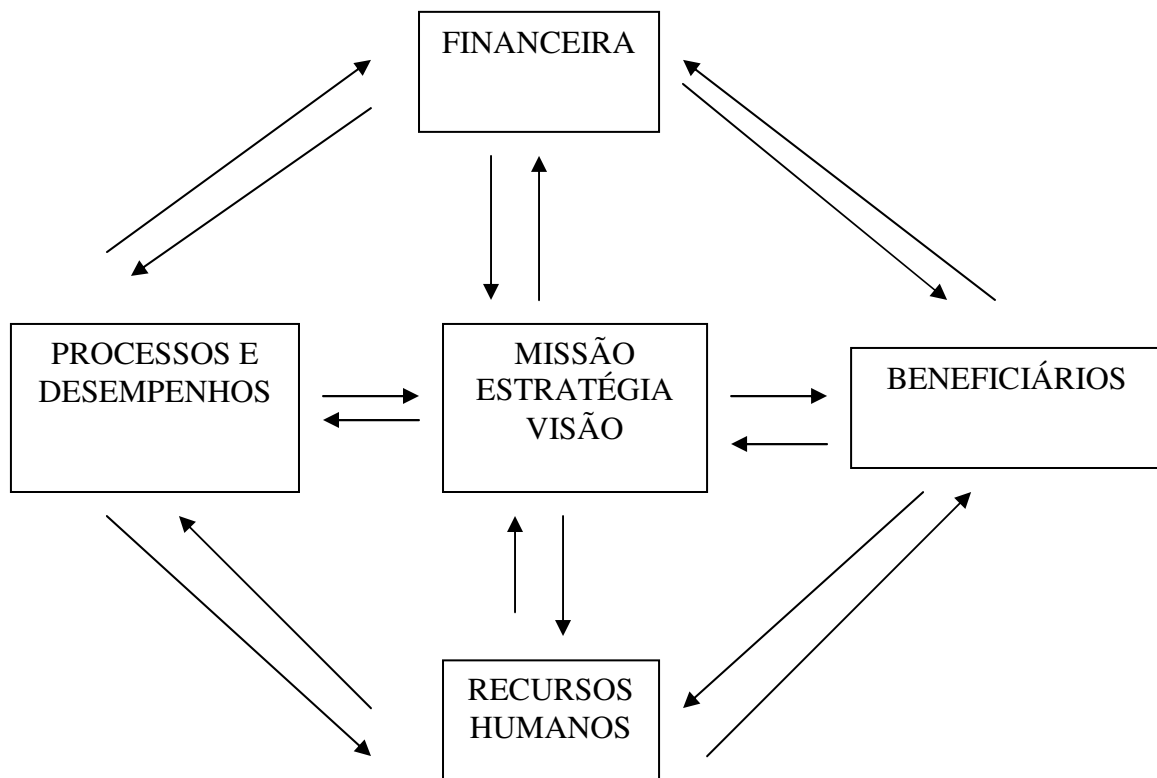 FINANCEIRA
PROCESSOS E
DESEMPENHOS
MISSÃO
ESTRATÉGIA
VISÃO
BENEFICIÁRIOS
RECURSOS
HUMANOS